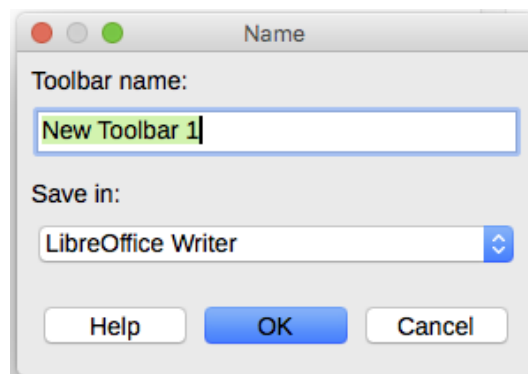 Name
Toolbar name:
New Toolbar 1
Save in:
LibreOffice Writer
Help OK Cancel